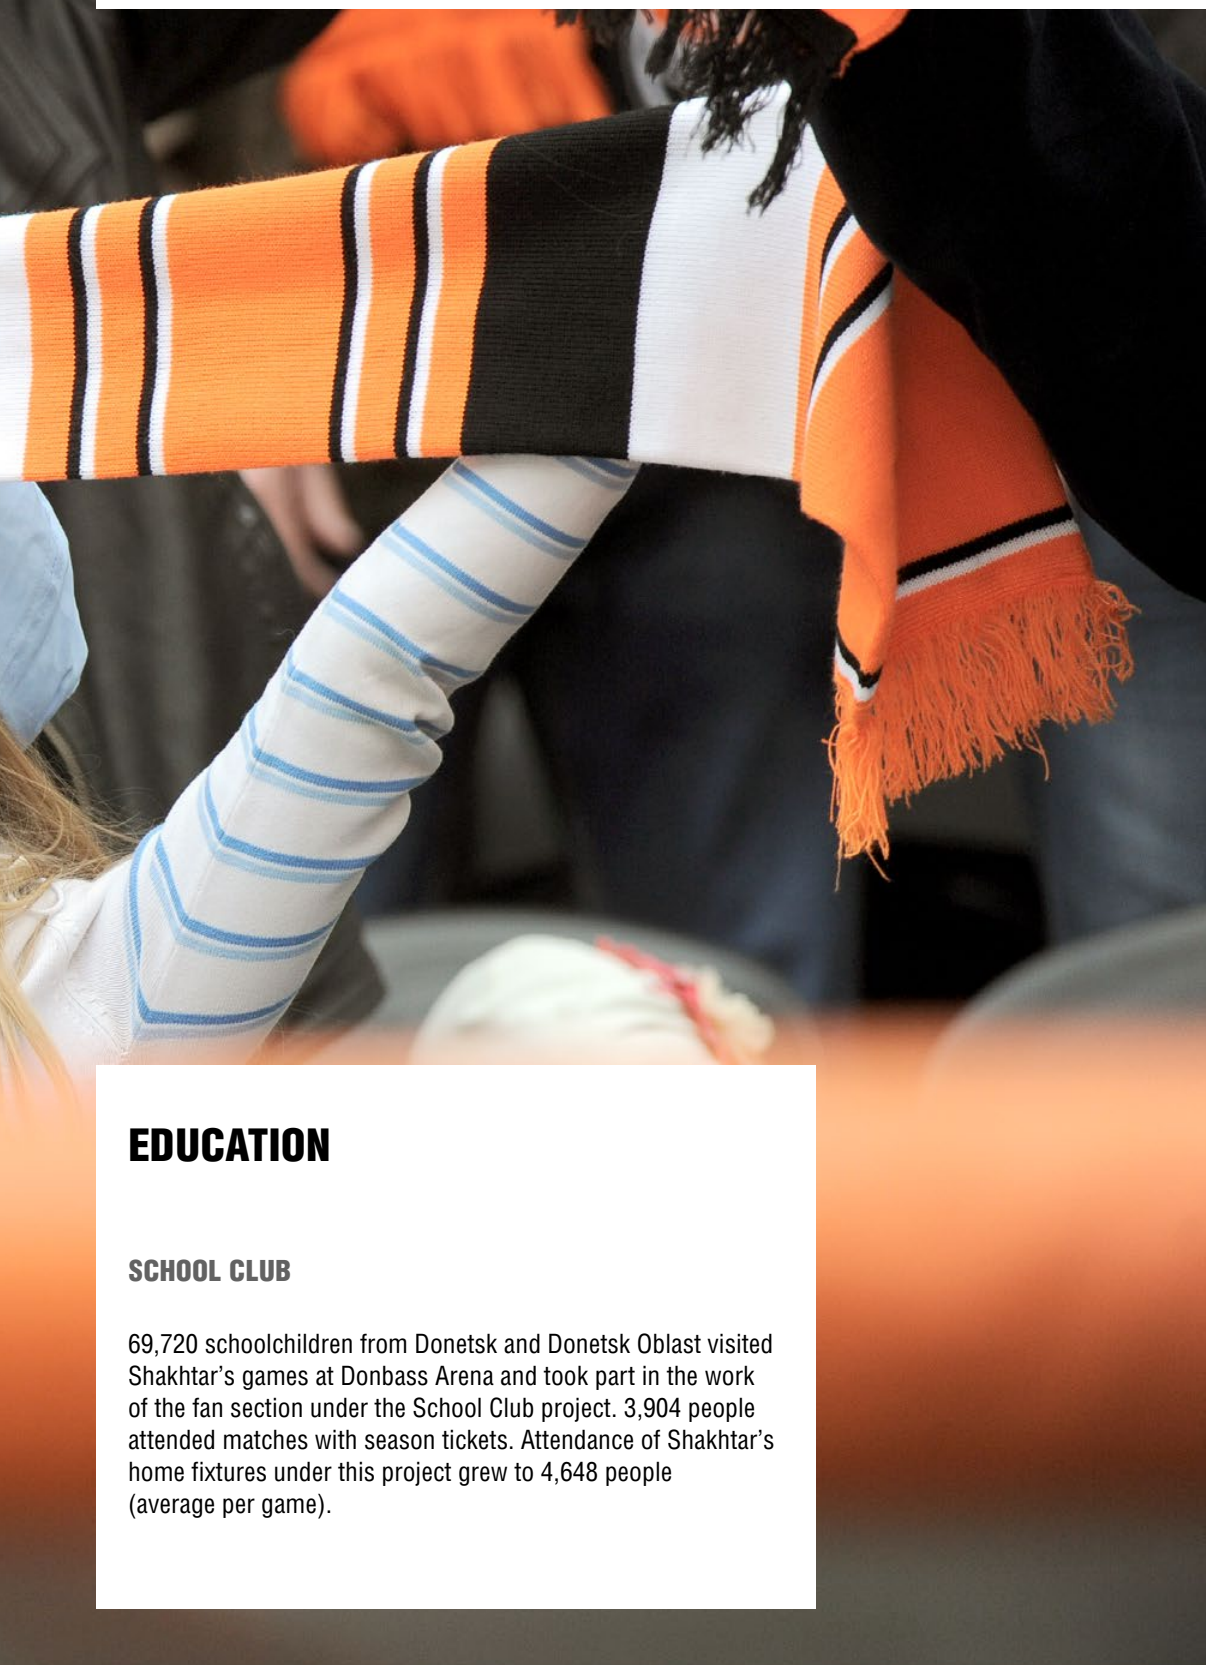 EDUCATION
SCHOOL CLUB
69,720 schoolchildren from Donetsk and Donetsk Oblast visited
Shakhtar’s games at Donbass Arena and took part in the work
of the fan section under the School Club project. 3,904 people
attended matches with season tickets. Attendance of Shakhtar’s
home fixtures under this project grew to 4,648 people
(average per game).